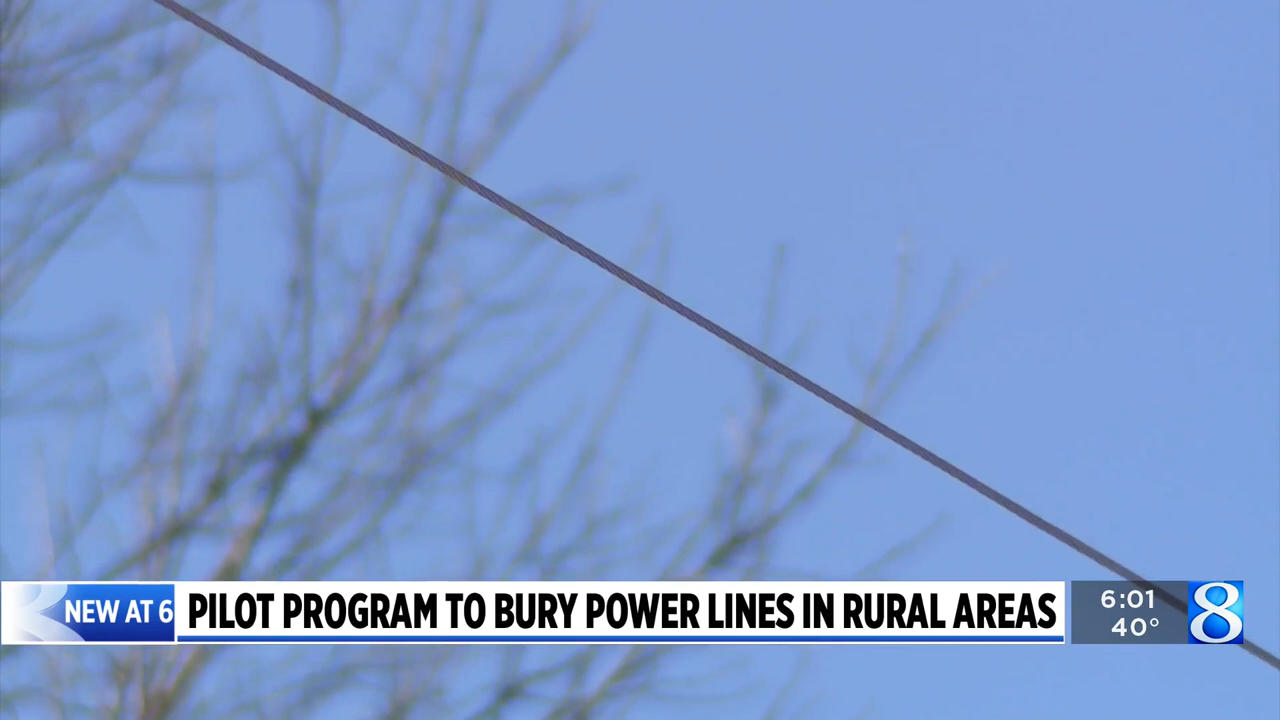 NEW AT 6
PILOT PROGRAM TO BURY POWER LINES IN RURAL AREAS
6:01
40°
8